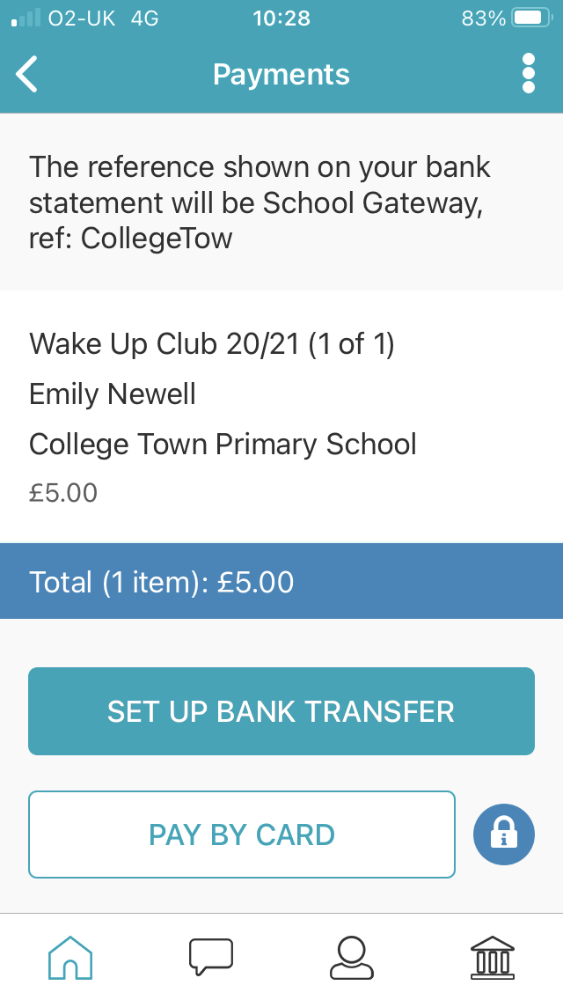 O2-UK 4G 10:28 83%
Payments
The reference shown on your bank
statement will be School Gateway,
ref: CollegeTow
Wake Up Club 20/21 (1 of 1)
Emily Newell
College Town Primary School
£5.00
Total (1 item): £5.00
SET UP BANK TRANSFER
PAY BY CARD